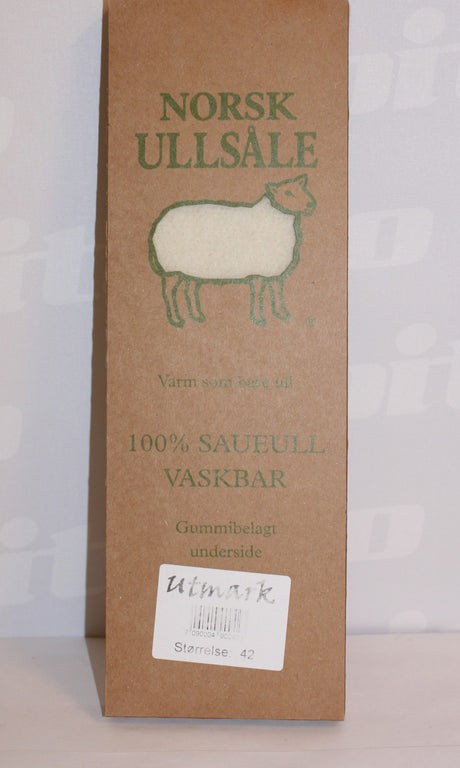 NORSK
ULLSÅLE
Varm som bare ull
100% SAUEULL
VASKBAR
Gummibelagt
underside
Utmark
Størrelse: 42